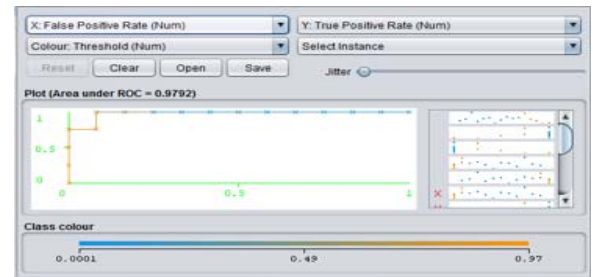 X: False Positive Rate (Num) Y: True Positive Rate (Num)
Colour: Threshold (Num) Select Instance
Reset Clear Open Save Jitter
Plot (Area under ROC = 0.9792)
1
0.5
0
0 0.5 1
X
Class colour
0.0001 0.49 0.97